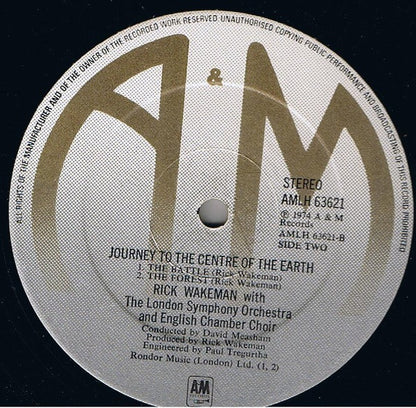 ALL RIGHTS OF THE MANUFACTURER AND OF THE OWNER OF THE RECORDED WORK RESERVED. UNAUTHORISED COPYING PUBLIC PERFORMANCE AND BROADCASTING OF THIS RECORD PROHIBITED
A & M
STEREO
AMLH 63621
℗ 1974 A & M
Records
AMLH 63621-B
SIDE TWO
JOURNEY TO THE CENTRE OF THE EARTH
1. THE BATTLE (Rick Wakeman)
2. THE FOREST (Rick Wakeman)
RICK WAKEMAN with
The London Symphony Orchestra
and English Chamber Choir
Conducted by David Measham
Produced by Rick Wakeman
Engineered by Paul Tregurtha
Rondor Music (London) Ltd. (1, 2)
A&M
RECORDS